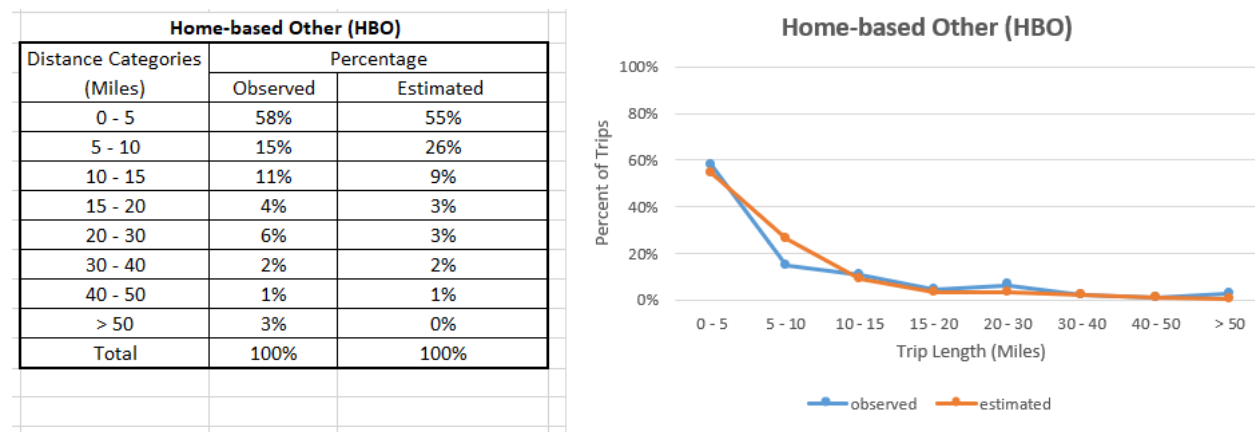 Home-based Other (HBO)
Distance Categories Percentage
(Miles) Observed Estimated
0 - 5 58% 55%
5 - 10 15% 26%
10 - 15 11% 9%
15 - 20 4% 3%
20 - 30 6% 3%
30 - 40 2% 2%
40 - 50 1% 1%
> 50 3% 0%
Total 100% 100%
Home-based Other (HBO)
100%
80%
60%
40%
20%
0%
Percent of Trips
0 - 5 5 - 10 10 - 15 15 - 20 20 - 30 30 - 40 40 - 50 > 50
Trip Length (Miles)
observed estimated